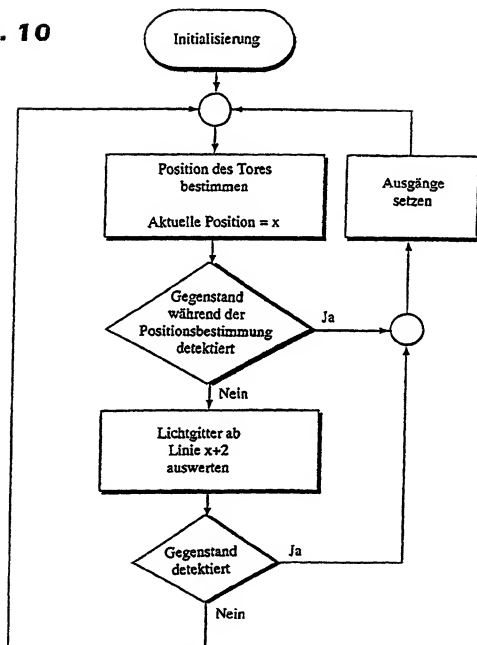 . 10
Initialisierung
Position des Tores
bestimmen
Aktuelle Position = x
Ausgänge
setzen
Gegenstand
während der
Positionsbestimmung
detektiert
Ja
Nein
Lichtgitter ab
Linie x+2
auswerten
Gegenstand
detektiert
Ja
Nein